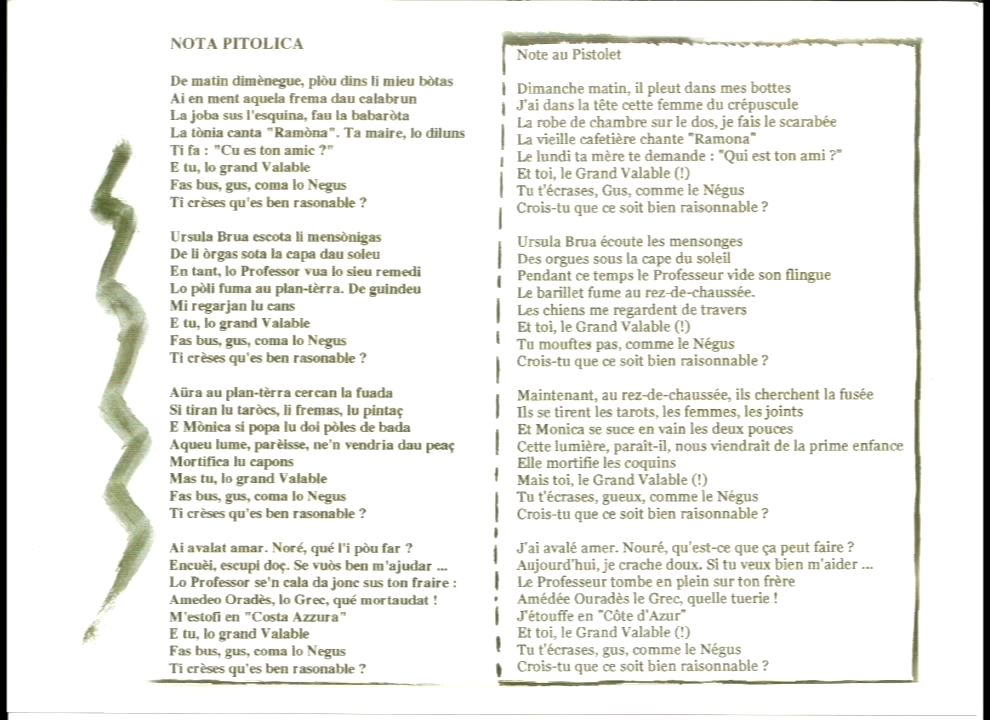 NOTA PITOLICA
De matin dimènegue, plòu dins li mieu bòtas
Ai en ment aquela frema dau calabrun
La joba sus l'esquina, fau la babaròta
La tònia canta "Ramòna". Ta maire, lo diluns
Ti fa : "Cu es ton amic ?"
E tu, lo grand Valable
Fas bus, gus, coma lo Negus
Ti crèses qu'es ben rasonable ?
Ursula Brua escota li mensònigas
De li òrgas sota la capa dau soleu
En tant, lo Professor vua lo sieu remedi
Lo pòli fuma au plan-tèrra. De guindeu
Mi regarjan lu cans
E tu, lo grand Valable
Fas bus, gus, coma lo Negus
Ti crèses qu'es ben rasonable ?
Aüra au plan-tèrra cercan la fuada
Si tiran lu taròcs, li fremas, lu pintaç
E Mònica si popa lu doi pòles de bada
Aqueu lume, parèisse, ne'n vendria dau peaç
Mortifica lu capons
Mas tu, lo grand Valable
Fas bus, gus, coma lo Negus
Ti crèses qu'es ben rasonable ?
Ai avalat amar. Noré, qué l'i pòu far ?
Encuèi, escupi doç. Se vuòs ben m'ajudar ...
Lo Professor se'n cala da jonc sus ton fraire :
Amedeo Oradès, lo Grec, qué mortaudat !
M'estofi en "Costa Azzura"
E tu, lo grand Valable
Fas bus, gus, coma lo Negus
Ti crèses qu'es ben rasonable ?
Note au Pistolet
Dimanche matin, il pleut dans mes bottes
J'ai dans la tête cette femme du crépuscule
La robe de chambre sur le dos, je fais le scarabée
La vieille cafetière chante "Ramona"
Le lundi ta mère te demande : "Qui est ton ami ?"
Et toi, le Grand Valable (!)
Tu t'écrases, Gus, comme le Négus
Crois-tu que ce soit bien raisonnable ?
Ursula Brua écoute les mensonges
Des orgues sous la cape du soleil
Pendant ce temps le Professeur vide son flingue
Le barillet fume au rez-de-chaussée.
Les chiens me regardent de travers
Et toi, le Grand Valable (!)
Tu mouftes pas, comme le Négus
Crois-tu que ce soit bien raisonnable ?
Maintenant, au rez-de-chaussée, ils cherchent la fusée
Ils se tirent les tarots, les femmes, les joints
Et Monica se suce en vain les deux pouces
Cette lumière, paraît-il, nous viendrait de la prime enfance
Elle mortifie les coquins
Mais toi, le Grand Valable (!)
Tu t'écrases, gueux, comme le Négus
Crois-tu que ce soit bien raisonnable ?
J'ai avalé amer. Nouré, qu'est-ce que ça peut faire ?
Aujourd'hui, je crache doux. Si tu veux bien m'aider ...
Le Professeur tombe en plein sur ton frère
Amédée Ouradès le Grec, quelle tuerie !
J'étouffe en "Côte d'Azur"
Et toi, le Grand Valable (!)
Tu t'écrases, gus, comme le Négus
Crois-tu que ce soit bien raisonnable ?